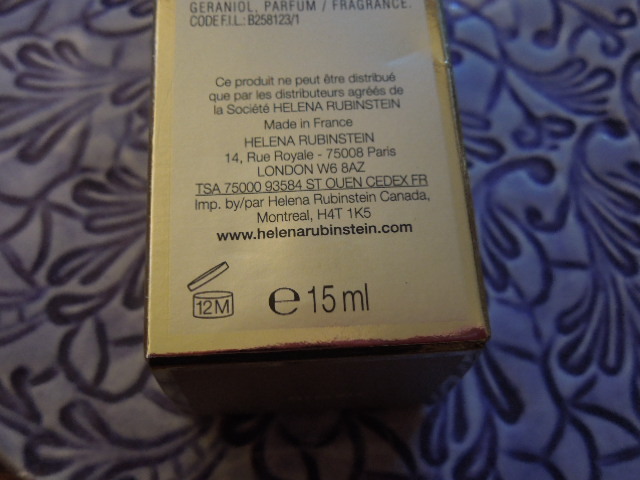 GERANIOL, PARFUM / FRAGRANCE.
CODE F.I.L.: B258123/1
Ce produit ne peut être distribué
que par les distributeurs agréés de
la Société HELENA RUBINSTEIN
Made in France
HELENA RUBINSTEIN
14, Rue Royale - 75008 Paris
LONDON W6 8AZ
TSA 75000 93584 ST OUEN CEDEX FR
Imp. by/par Helena Rubinstein Canada,
Montreal, H4T 1K5
www.helenarubinstein.com
12M ℮ 15 ml